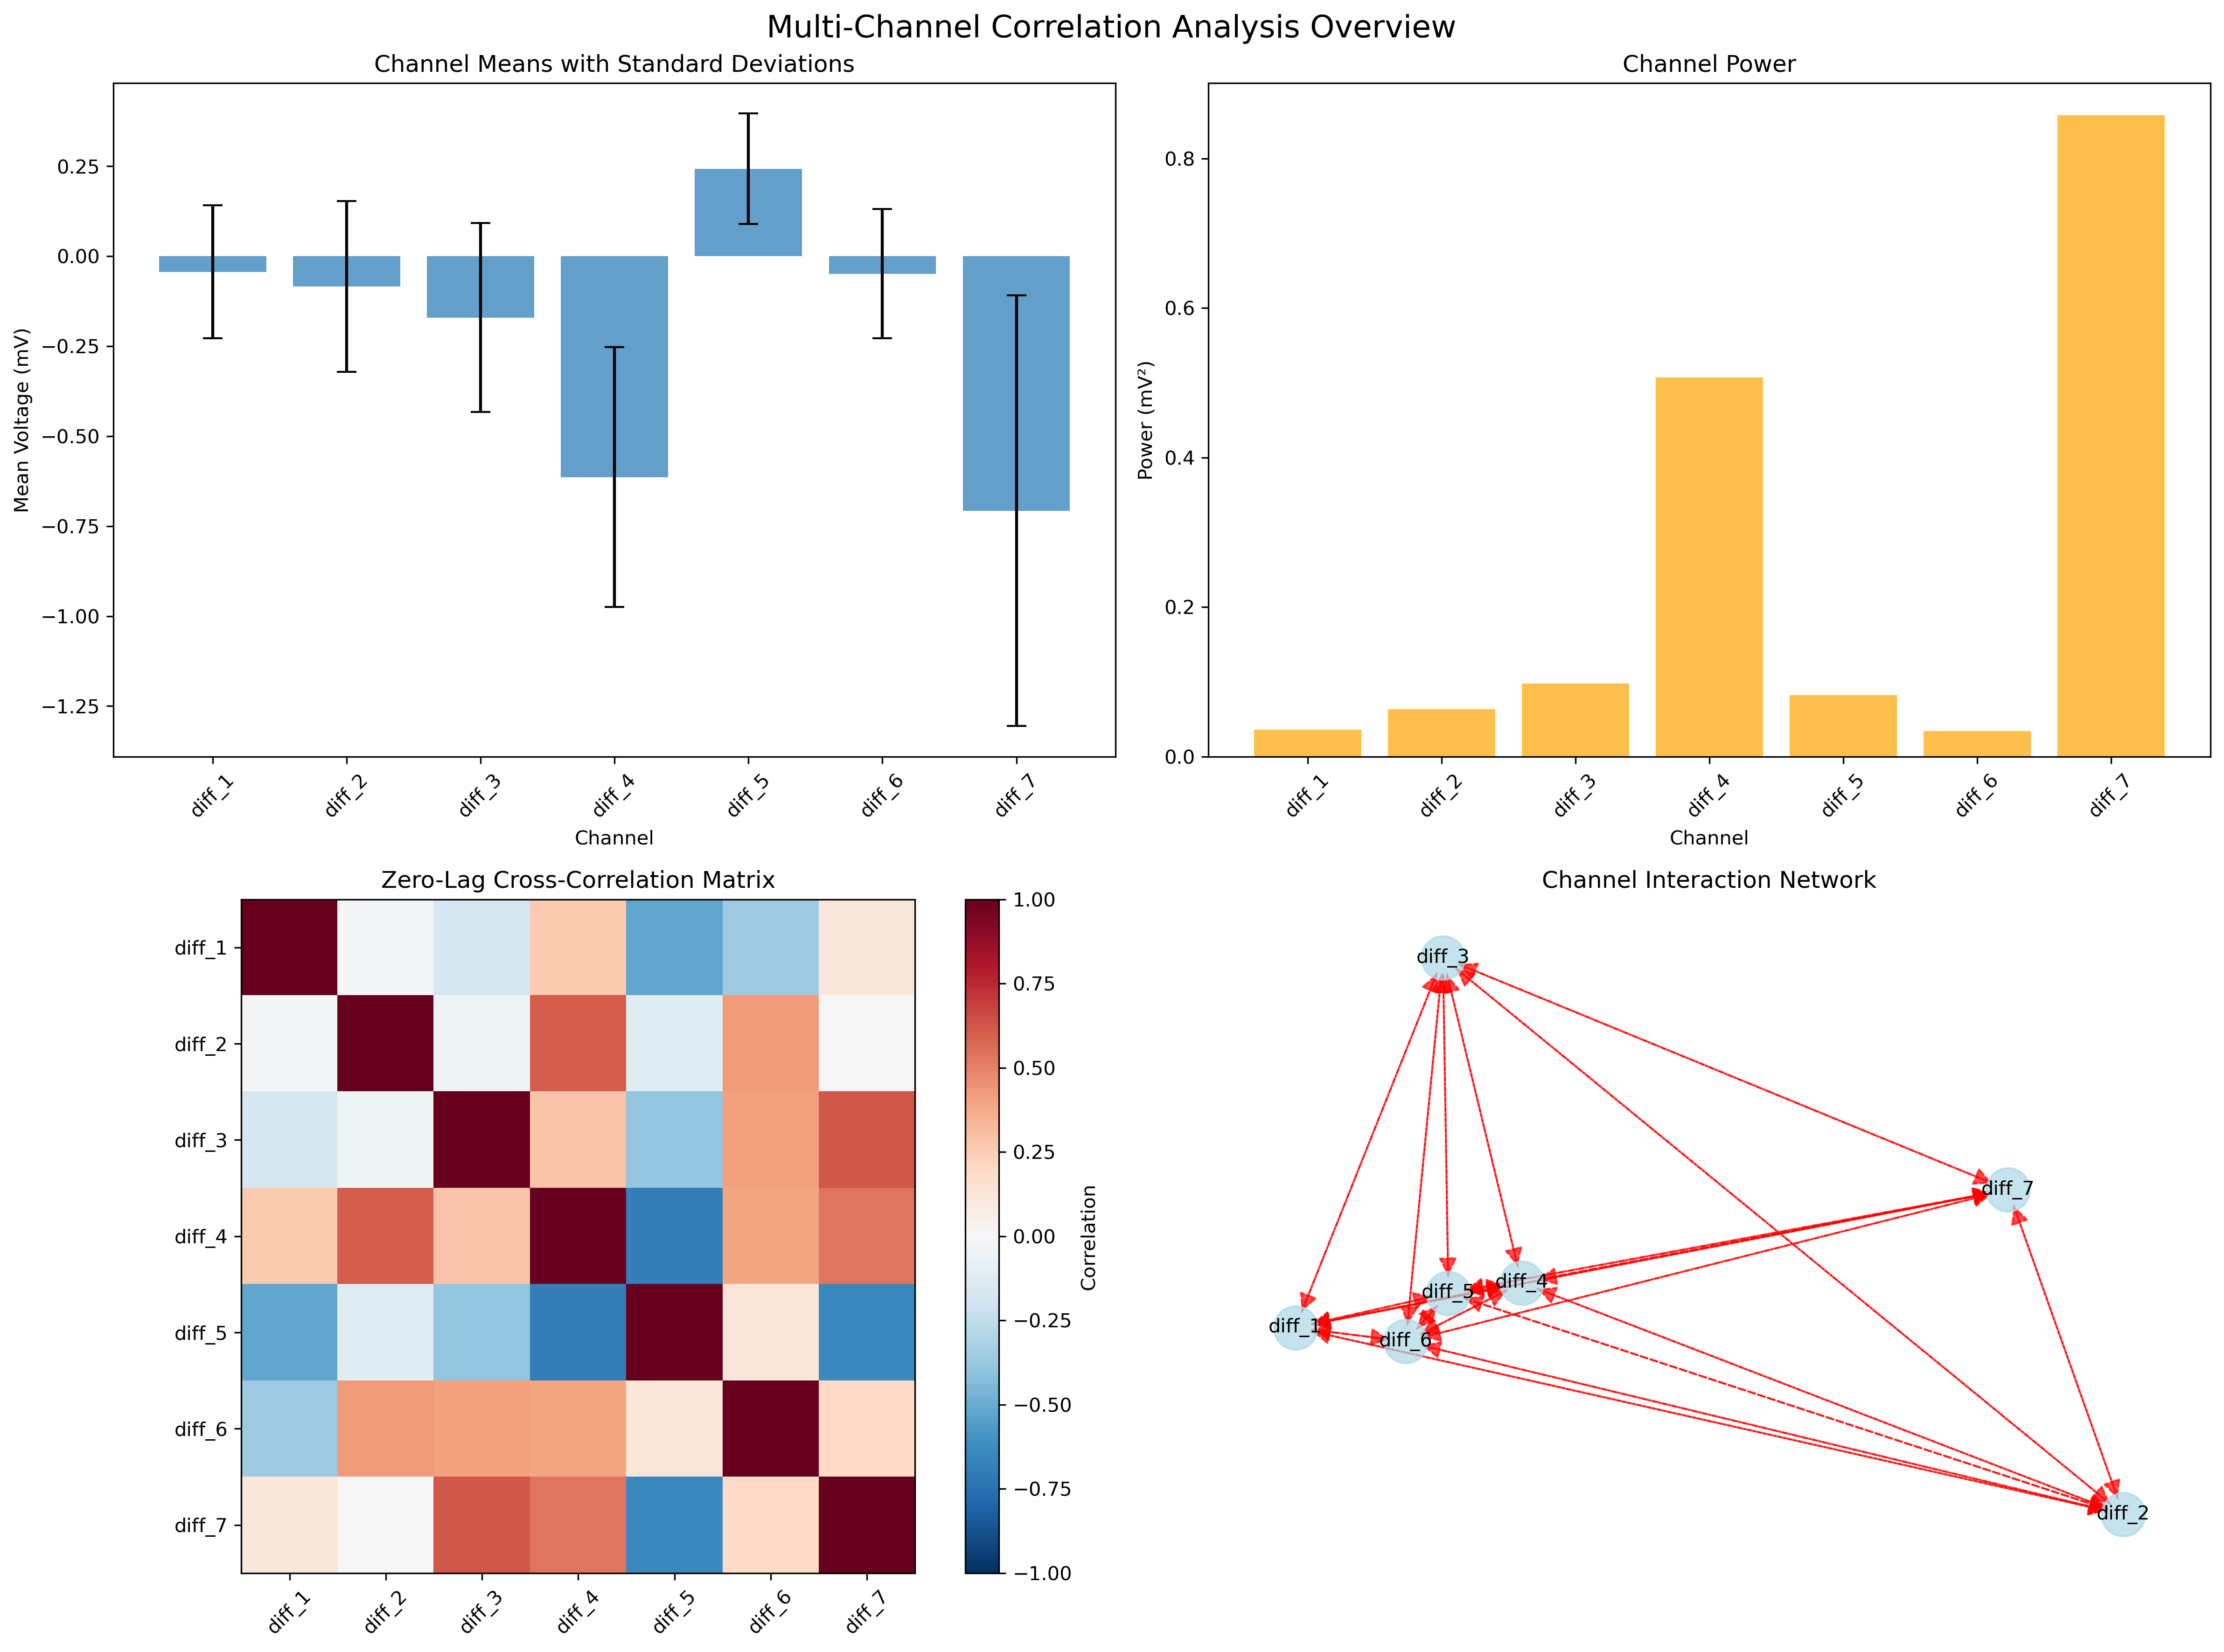 Multi-Channel Correlation Analysis Overview
Channel Means with Standard Deviations
Mean Voltage (mV)
0.25
0.00
−0.25
−0.50
−0.75
−1.00
−1.25
diff_1
diff_2
diff_3
diff_4
diff_5
diff_6
diff_7
Channel
Channel Power
Power (mV²)
0.8
0.6
0.4
0.2
0.0
diff_1
diff_2
diff_3
diff_4
diff_5
diff_6
diff_7
Channel
Zero-Lag Cross-Correlation Matrix
diff_1
diff_2
diff_3
diff_4
diff_5
diff_6
diff_7
diff_1
diff_2
diff_3
diff_4
diff_5
diff_6
diff_7
1.00
0.75
0.50
0.25
0.00
−0.25
−0.50
−0.75
−1.00
Correlation
Channel Interaction Network
diff_3
diff_7
diff_4
diff_5
diff_1
diff_6
diff_2